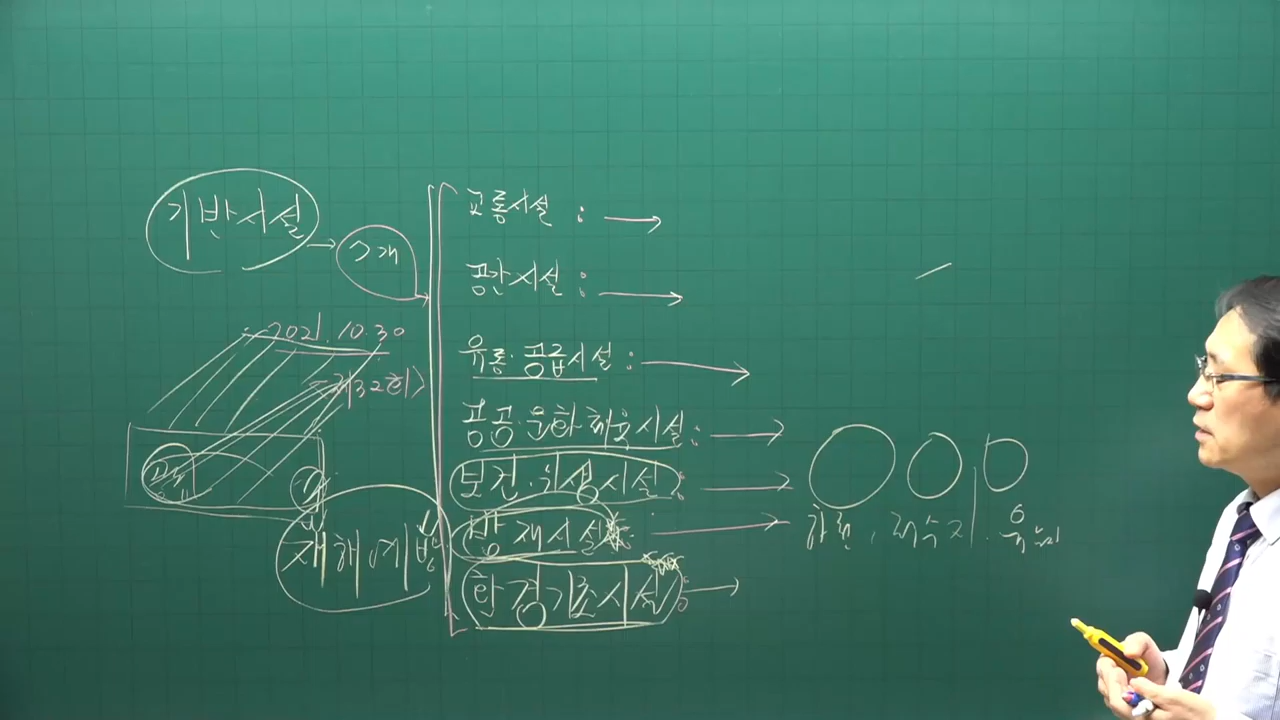 기반시설
7개
교통시설 :
공간시설 :
유통·공급시설 :
공공·문화체육시설 :
보건·위생시설 :
방재시설 :
환경기초시설 :
2021.10.30
제32회
재해예방
하천, 저수지.